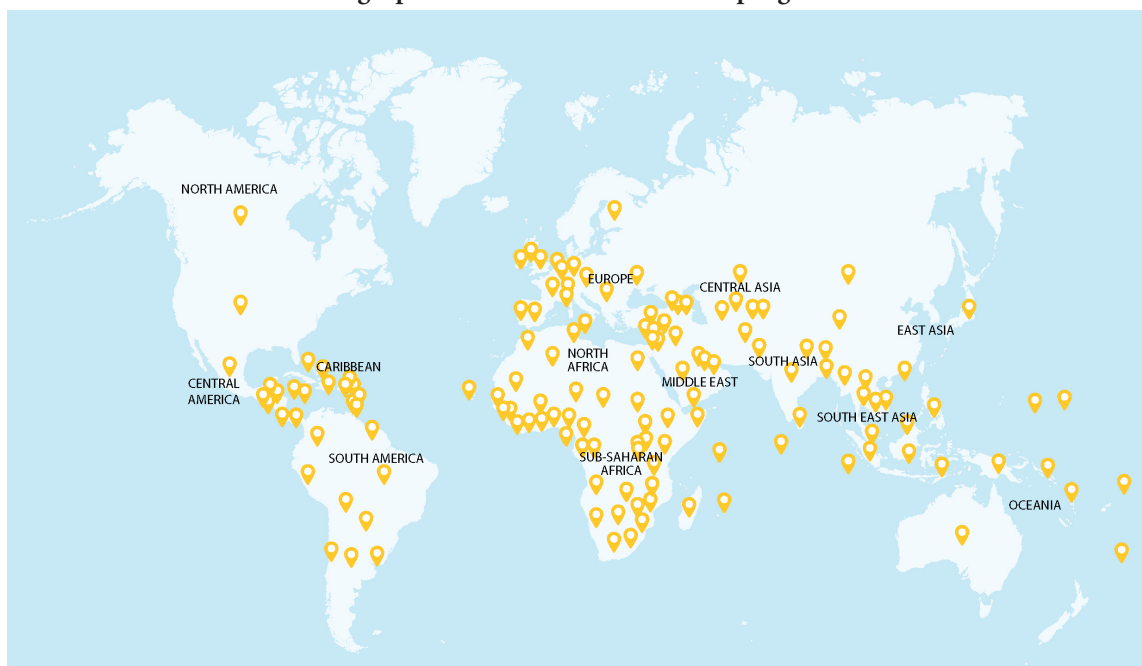 NORTH AMERICA
EUROPE
CENTRAL ASIA
EAST ASIA
NORTH
AFRICA
SOUTH ASIA
CARIBBEAN
MIDDLE EAST
CENTRAL
AMERICA
SOUTH EAST ASIA
SOUTH AMERICA
SUB-SAHARAN
AFRICA
OCEANIA